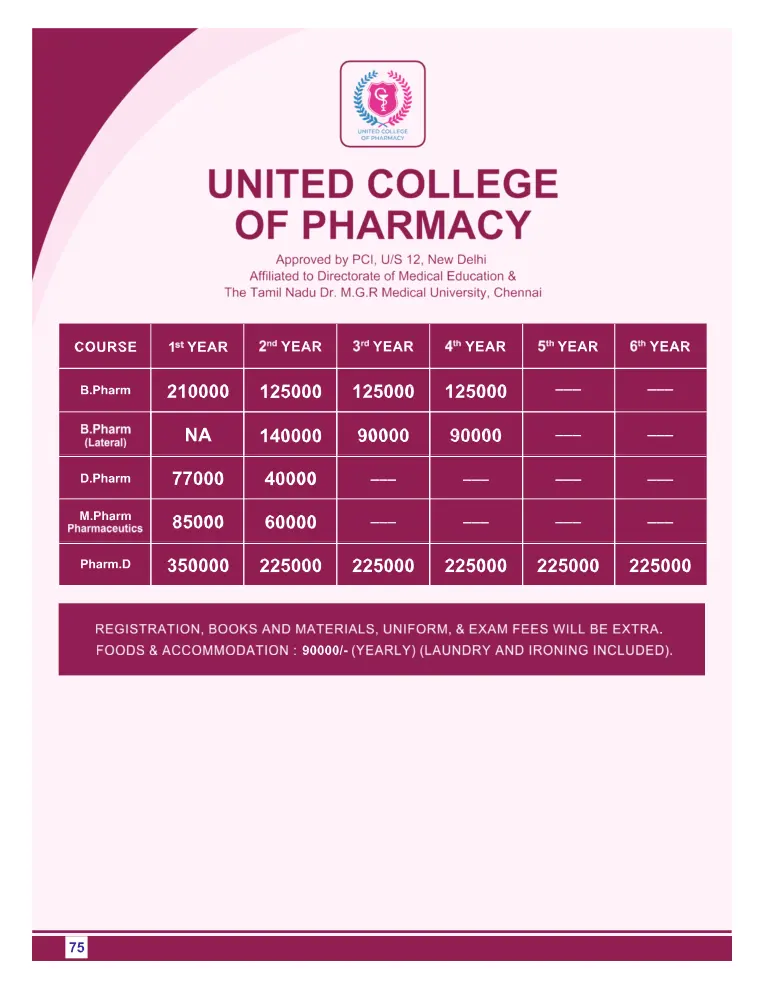 UNITED COLLEGE
OF PHARMACY
UNITED COLLEGE
OF PHARMACY
Approved by PCI, U/S 12, New Delhi
Affiliated to Directorate of Medical Education &
The Tamil Nadu Dr. M.G.R Medical University, Chennai
COURSE 1st YEAR 2nd YEAR 3rd YEAR 4th YEAR 5th YEAR 6th YEAR
B.Pharm 210000 125000 125000 125000 — —
B.Pharm
(Lateral) NA 140000 90000 90000 — —
D.Pharm 77000 40000 — — — —
M.Pharm
Pharmaceutics 85000 60000 — — — —
Pharm.D 350000 225000 225000 225000 225000 225000
REGISTRATION, BOOKS AND MATERIALS, UNIFORM, & EXAM FEES WILL BE EXTRA.
FOODS & ACCOMMODATION : 90000/- (YEARLY) (LAUNDRY AND IRONING INCLUDED).
75